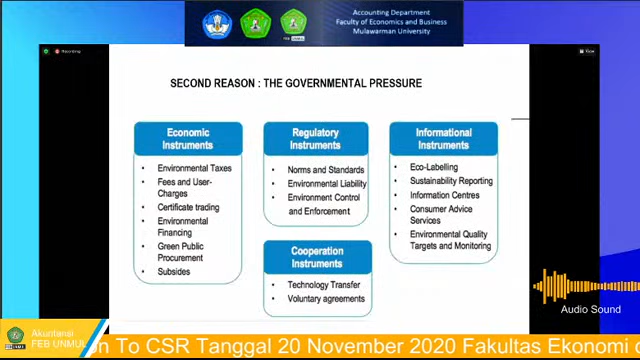 Accounting Department
Faculty of Economics and Business
Mulawarman University
Recording
View
SECOND REASON : THE GOVERNMENTAL PRESSURE
Economic
Instruments
• Environmental Taxes
• Fees and User-
Charges
• Certificate trading
• Environmental
Financing
• Green Public
Procurement
• Subsides
Regulatory
Instruments
• Norms and Standards
• Environmental Liability
• Environment Control
and Enforcement
Cooperation
Instruments
• Technology Transfer
• Voluntary agreements
Informational
Instruments
• Eco-Labelling
• Sustainability Reporting
• Information Centres
• Consumer Advice
Services
• Environmental Quality
Targets and Monitoring
Audio Sound
Akuntansi
FEB UNMUL
on To CSR Tanggal 20 November 2020 Fakultas Ekonomi d